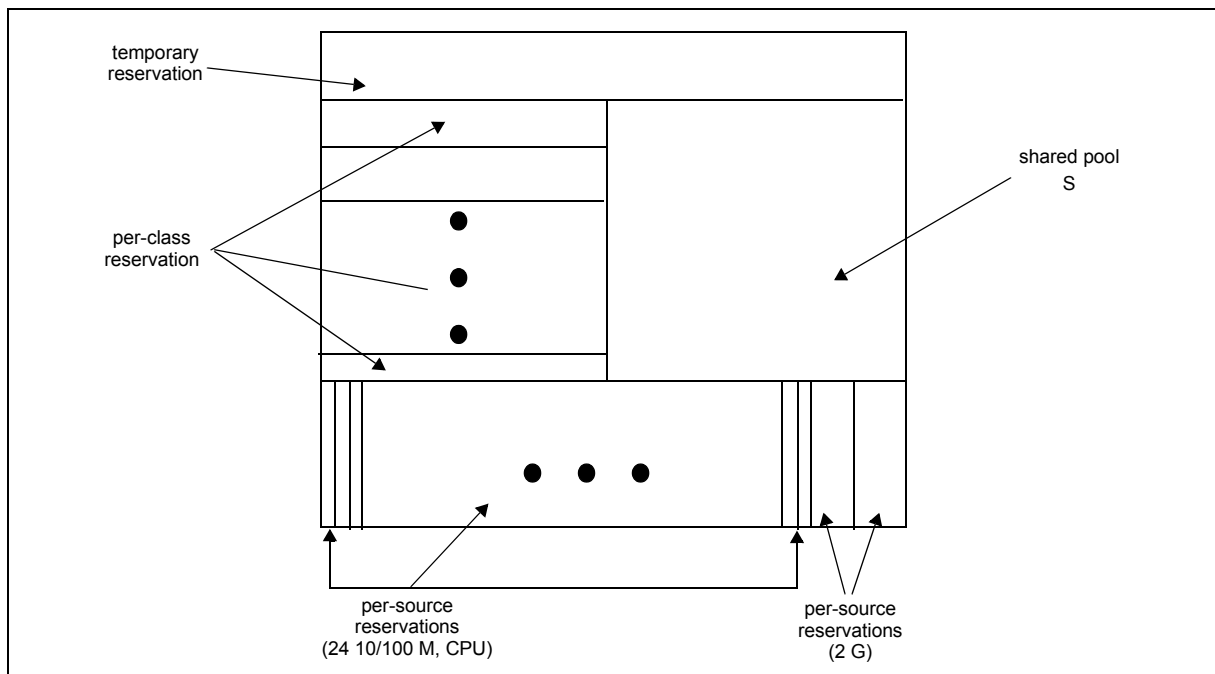 temporary
reservation
shared pool
S
per-class
reservation
per-source
reservations
(24 10/100 M, CPU)
per-source
reservations
(2 G)